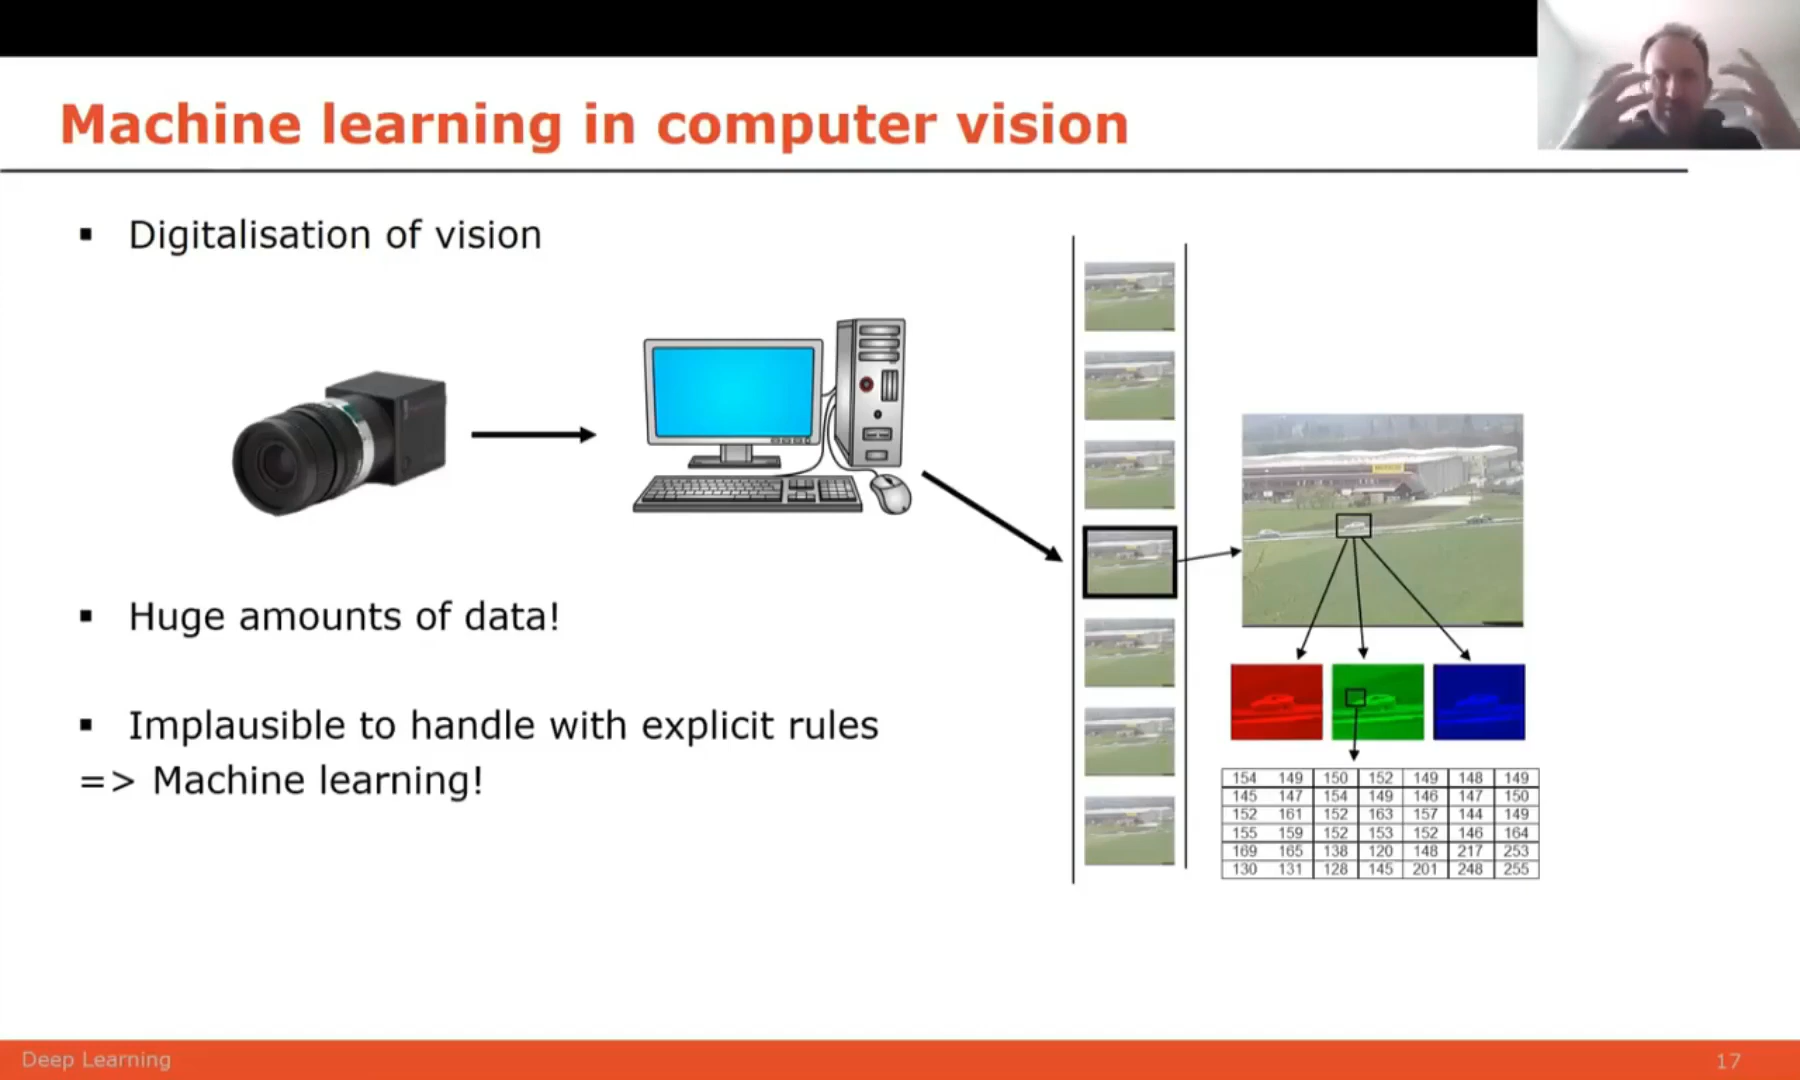 Machine learning in computer vision
Digitalisation of vision
Huge amounts of data!
Implausible to handle with explicit rules
=> Machine learning!
154 149 150 152 149 148 149
145 147 154 149 146 147 150
152 161 152 163 157 144 149
155 159 152 153 152 146 164
169 165 138 120 148 217 253
130 131 128 145 201 248 255
Deep Learning
17